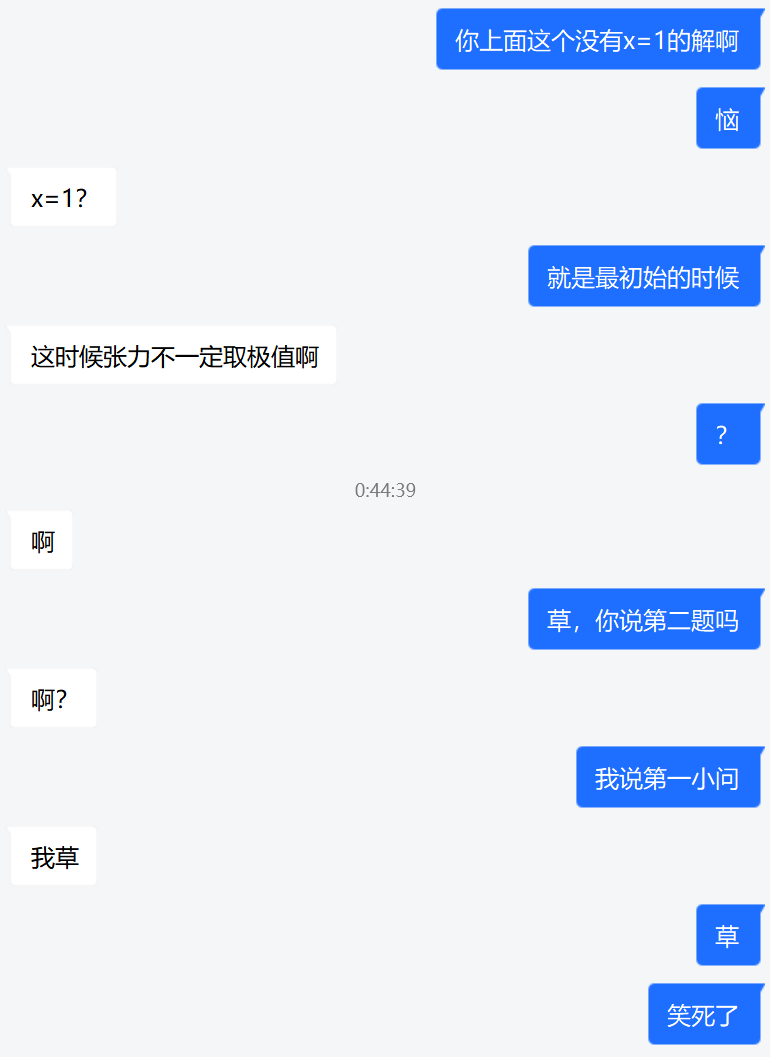 你上面这个没有x=1的解啊
恼
x=1?
就是最初始的时候
这时候张力不一定取极值啊
?
0:44:39
啊
草，你说第二题吗
啊?
我说第一小问
我草
草
笑死了